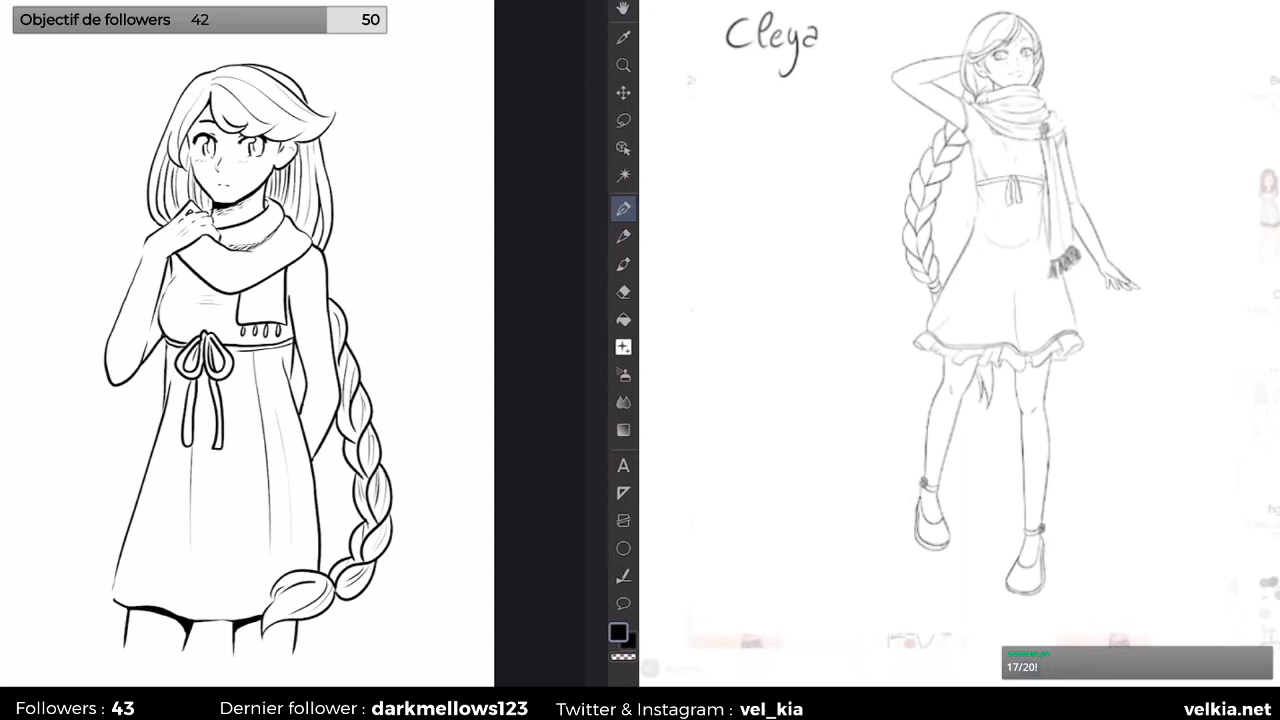 Objectif de followers 42 50
Cleya
17/20!
Followers : 43
Dernier follower : darkmellows123
Twitter & Instagram : vel_kia
velkia.net